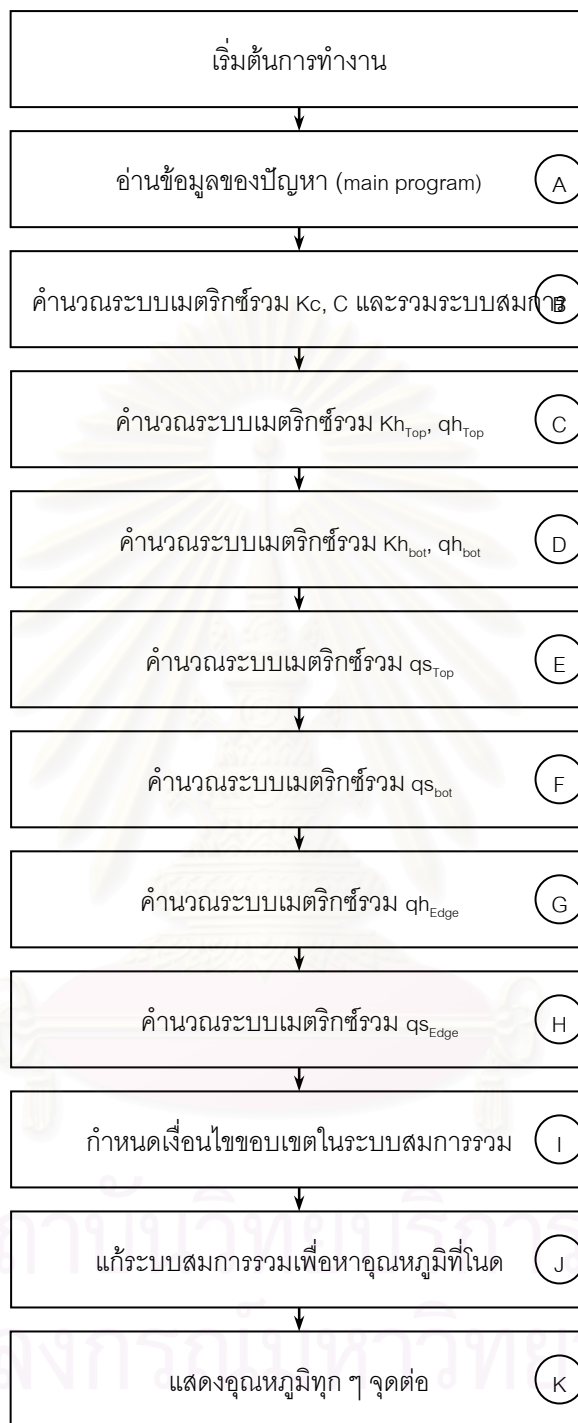 เริ่มต้นการทำงาน
อ่านข้อมูลของปัญหา (main program) A
คำนวณระบบเมตริกซ์รวม Kc, C และรวมระบบสมการ B
คำนวณระบบเมตริกซ์รวม Kh_Top, qh_Top C
คำนวณระบบเมตริกซ์รวม Kh_bot, qh_bot D
คำนวณระบบเมตริกซ์รวม qs_Top E
คำนวณระบบเมตริกซ์รวม qs_bot F
คำนวณระบบเมตริกซ์รวม qh_Edge G
คำนวณระบบเมตริกซ์รวม qs_Edge H
กำหนดเงื่อนไขขอบเขตในระบบสมการรวม I
แก้ระบบสมการรวมเพื่อหาอุณหภูมิที่โนด J
แสดงอุณหภูมิทุก ๆ จุดต่อ K